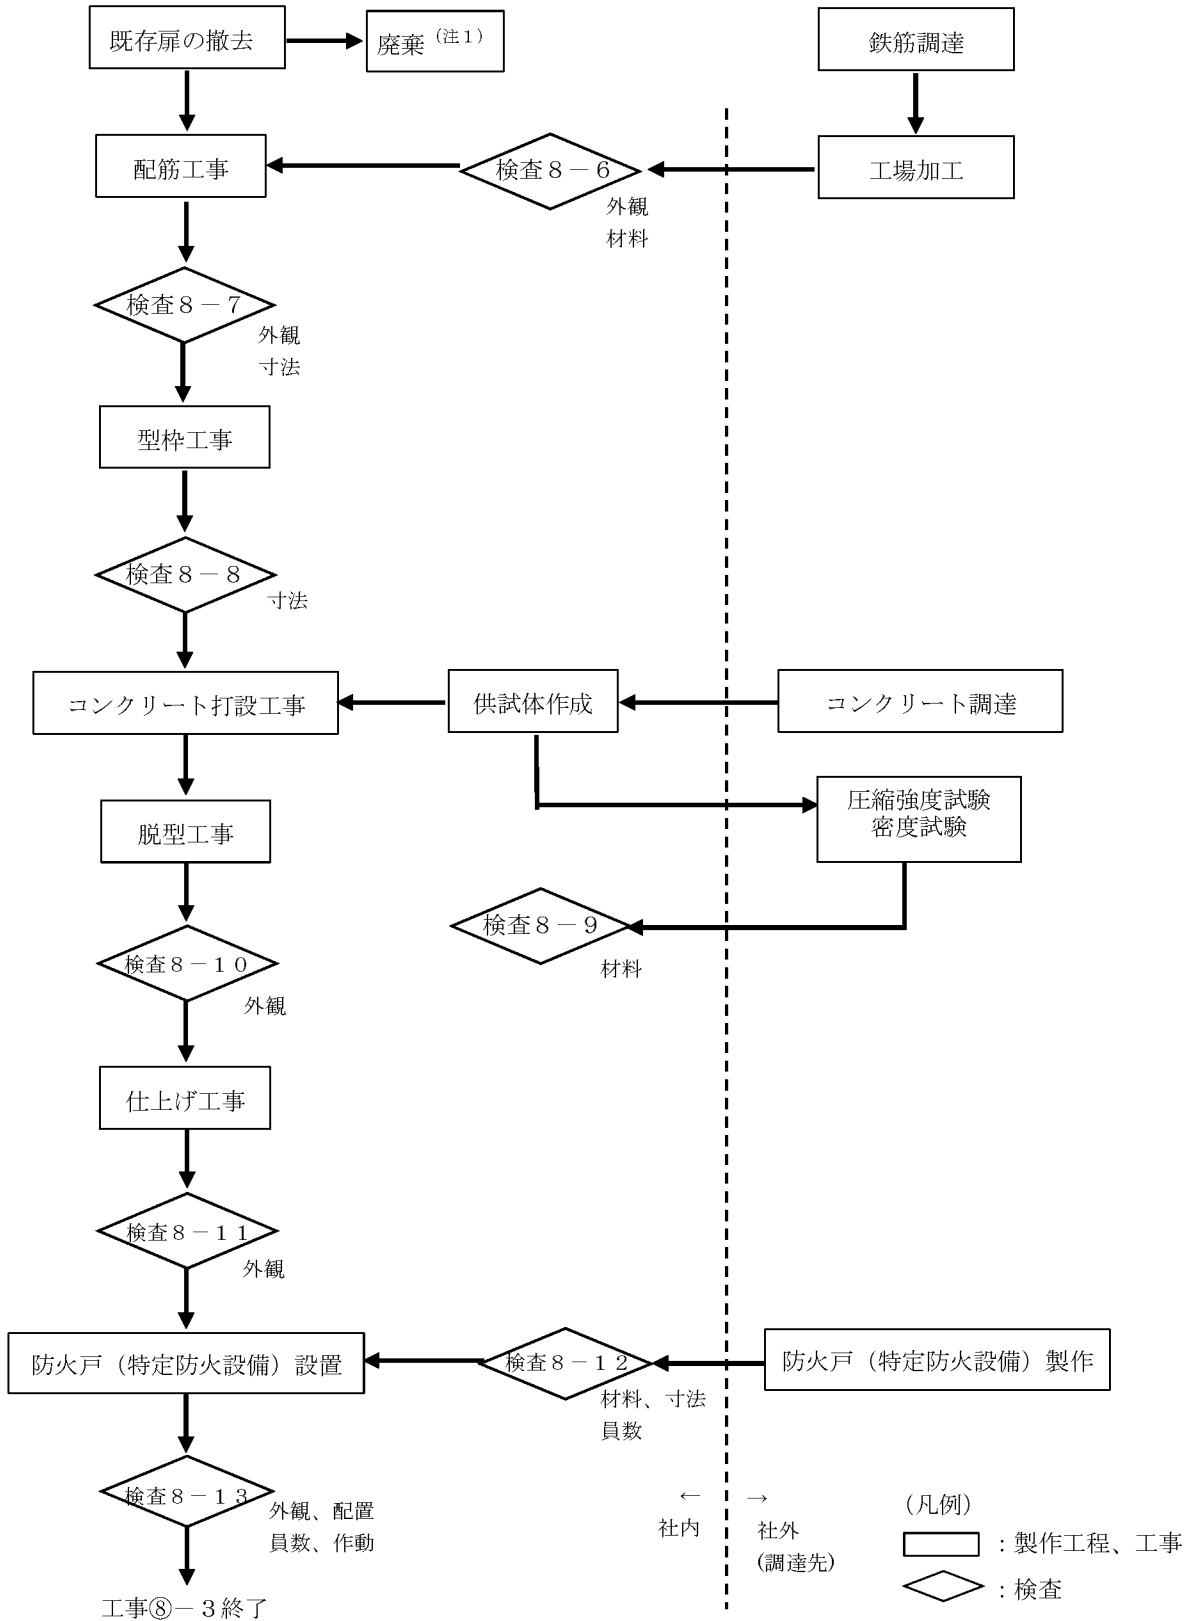 既存扉の撤去
廃棄(注1)
鉄筋調達
配筋工事
検査8-6
外観
材料
工場加工
検査8-7
外観
寸法
型枠工事
検査8-8
寸法
コンクリート打設工事
供試体作成
コンクリート調達
圧縮強度試験
密度試験
脱型工事
検査8-9
材料
検査8-10
外観
仕上げ工事
検査8-11
外観
防火戸(特定防火設備)設置
検査8-12
材料、寸法
員数
防火戸(特定防火設備)製作
検査8-13
外観、配置
員数、作動
工事⑧-3終了
← →
社内
社外
(調達先)
(凡例)
:製作工程、工事
:検査